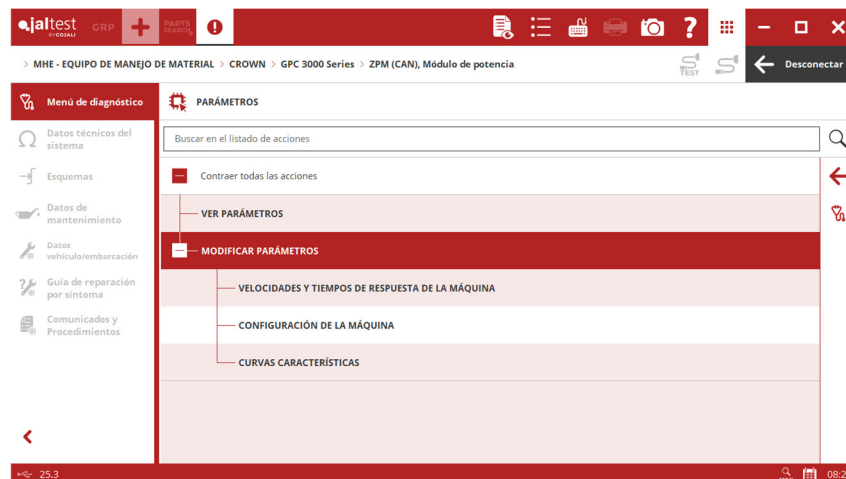 jaltest GRP PARTS SEARCH
BY COJALI
> MHE - EQUIPO DE MANEJO DE MATERIAL > CROWN > GPC 3000 Series > ZPM (CAN), Módulo de potencia
TEST
Desconectar
Menú de diagnóstico
PARÁMETROS
Datos técnicos del
sistema
Esquemas
Datos de
mantenimiento
Datos
vehículo/embarcación
Guía de reparación
por síntoma
Comunicados y
Procedimientos
Buscar en el listado de acciones
Contraer todas las acciones
VER PARÁMETROS
MODIFICAR PARÁMETROS
VELOCIDADES Y TIEMPOS DE RESPUESTA DE LA MÁQUINA
CONFIGURACIÓN DE LA MÁQUINA
CURVAS CARACTERÍSTICAS
25.3
08:2